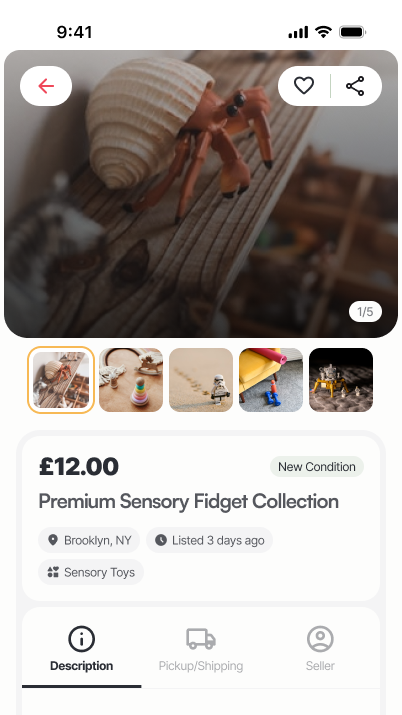 9:41
1/5
£12.00
New Condition
Premium Sensory Fidget Collection
Brooklyn, NY
Listed 3 days ago
Sensory Toys
Description
Pickup/Shipping
Seller